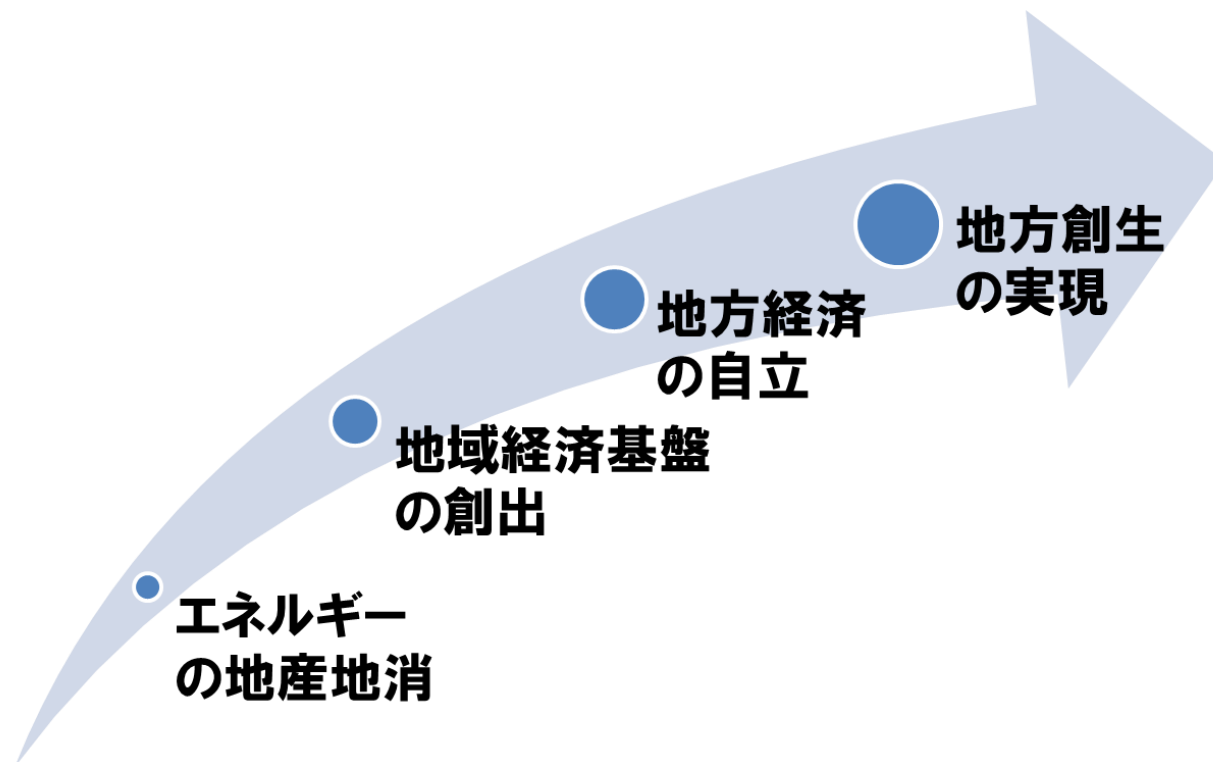 地方創生
の実現
地方経済
の自立
地域経済基盤
の創出
エネルギー
の地産地消